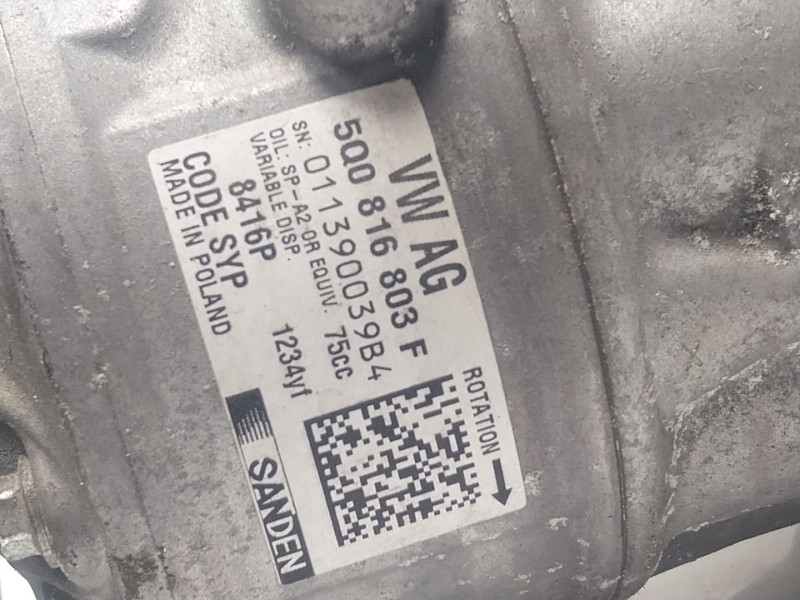 VW AG
5Q0 816 803 F
SN: 011390039B4
OIL: SP-A2 OR EQUIV. 75cc
VARIABLE DISP.
8416P
1234yf
CODE SYP
MADE IN POLAND
ROTATION
SANDEN